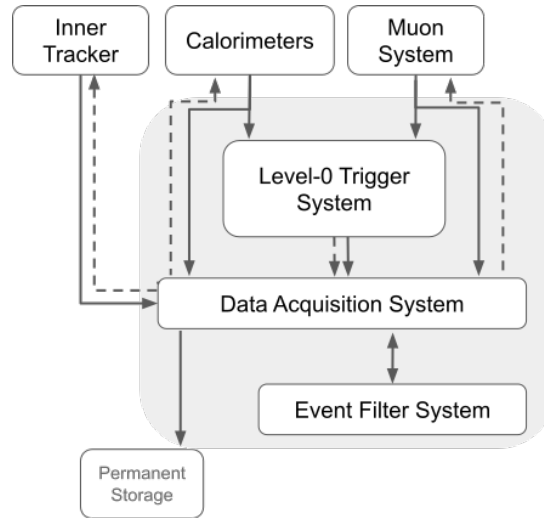 Inner
Tracker
Calorimeters
Muon
System
Level-0 Trigger
System
Data Acquisition System
Event Filter System
Permanent
Storage